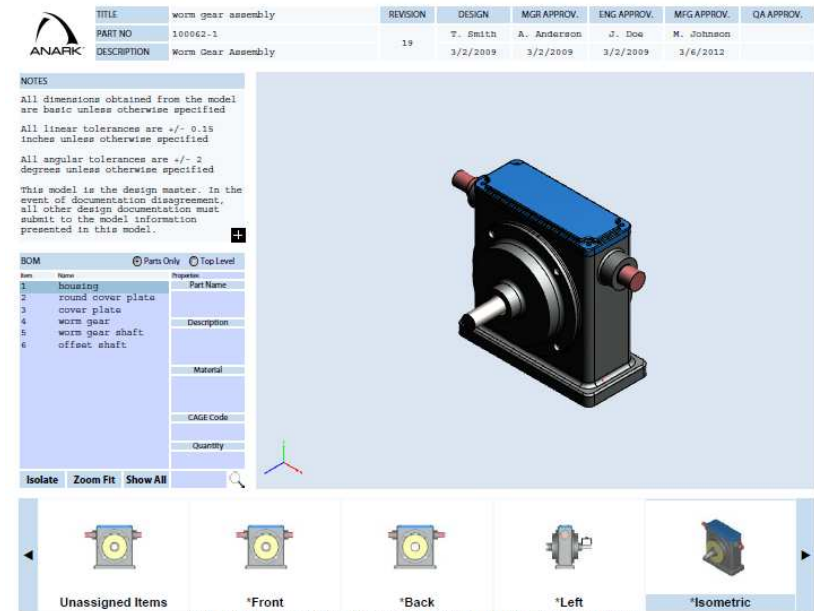 ANARK
TITLE worm gear assembly
PART NO 100062-1
DESCRIPTION Worm Gear Assembly
REVISION DESIGN MGR APPROV. ENG APPROV. MFG APPROV. QA APPROV.
19 T. Smith A. Anderson J. Doe M. Johnson
3/2/2009 3/2/2009 3/2/2009 3/6/2012
NOTES
All dimensions obtained from the model
are basic unless otherwise specified
All linear tolerances are +/- 0.15
inches unless otherwise specified
All angular tolerances are +/- 2
degrees unless otherwise specified
This model is the design master. In the
event of documentation disagreement,
all other design documentation must
submit to the model information
presented in this model.
BOM Parts Only Top Level
Item Name Properties
1 housing
2 round cover plate
3 cover plate
4 worm gear
5 worm gear shaft
6 offset shaft
Part Name
Description
Material
CAGE Code
Quantity
Isolate Zoom Fit Show All
Unassigned Items *Front *Back *Left *Isometric